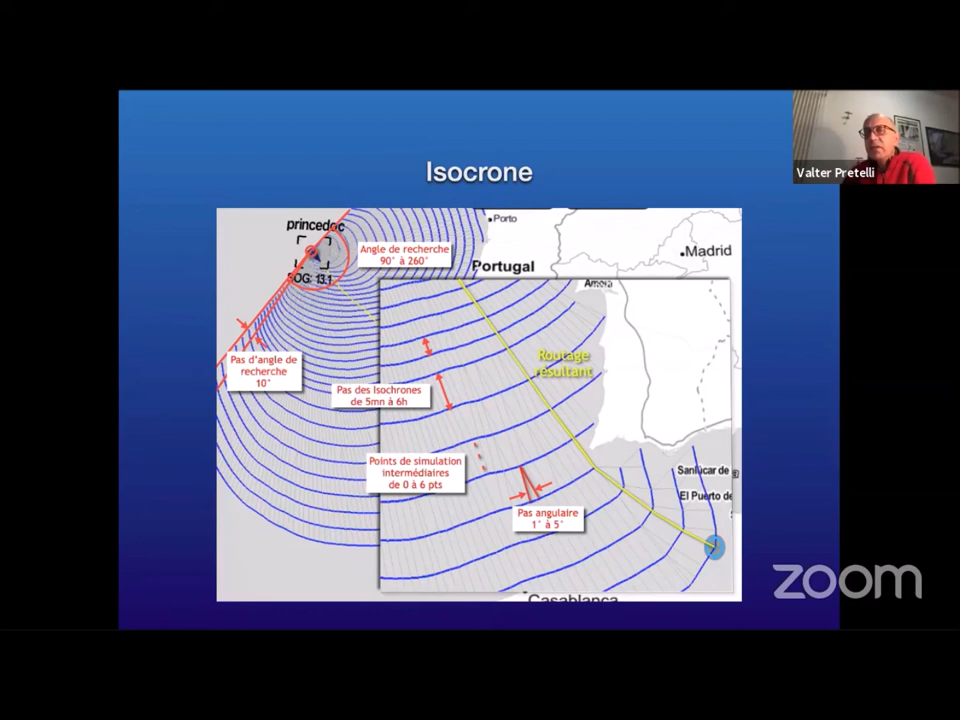 Isocrone
Valter Pretelli
princedoc
SOG: 13.1
Porto
Angle de recherche
90° à 260°
Portugal
Madrid
Amora
Routage
résultant
Pas d'angle de
recherche
10°
Pas des Isochrones
de 5mn à 6h
Points de simulation
intermédiaires
de 0 à 6 pts
Sanlúcar de
El Puerto de
Pas angulaire
1° à 5°
Casablanca
zoom